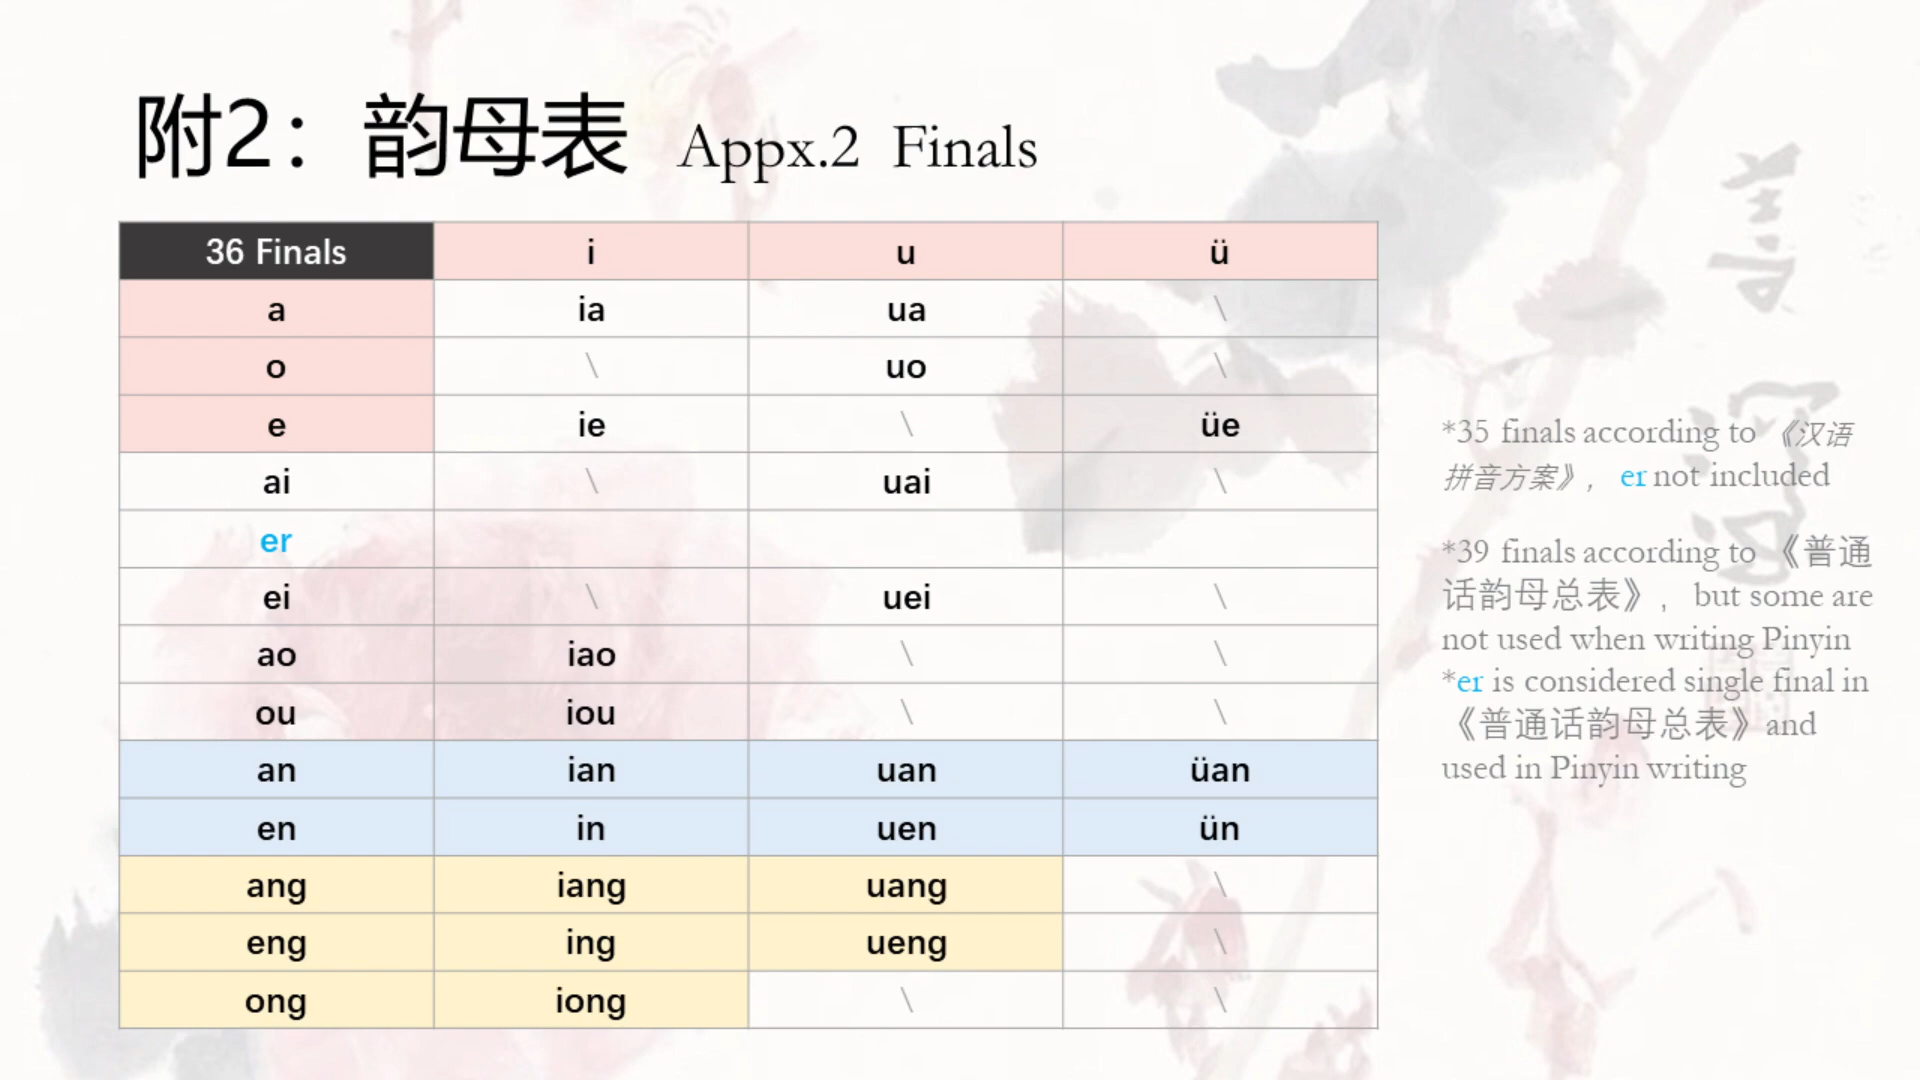 附2：韵母表 Appx.2 Finals
36 Finals i u ü
a ia ua \
o \ uo \
e ie \ üe
ai \ uai \
er
ei \ uei \
ao iao \ \
ou iou \ \
an ian uan üan
en in uen ün
ang iang uang \
eng ing ueng \
ong iong \ \
*35 finals according to 《汉语
拼音方案》, er not included
*39 finals according to 《普通
话韵母总表》, but some are
not used when writing Pinyin
*er is considered single final in
《普通话韵母总表》and
used in Pinyin writing